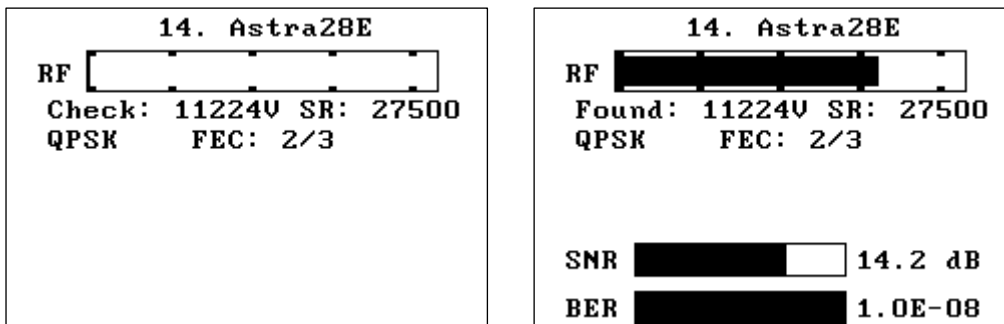 14. Astra28E
RF
Check: 11224V SR: 27500
QPSK FEC: 2/3
14. Astra28E
RF
Found: 11224V SR: 27500
QPSK FEC: 2/3
SNR 14.2 dB
BER 1.0E-08